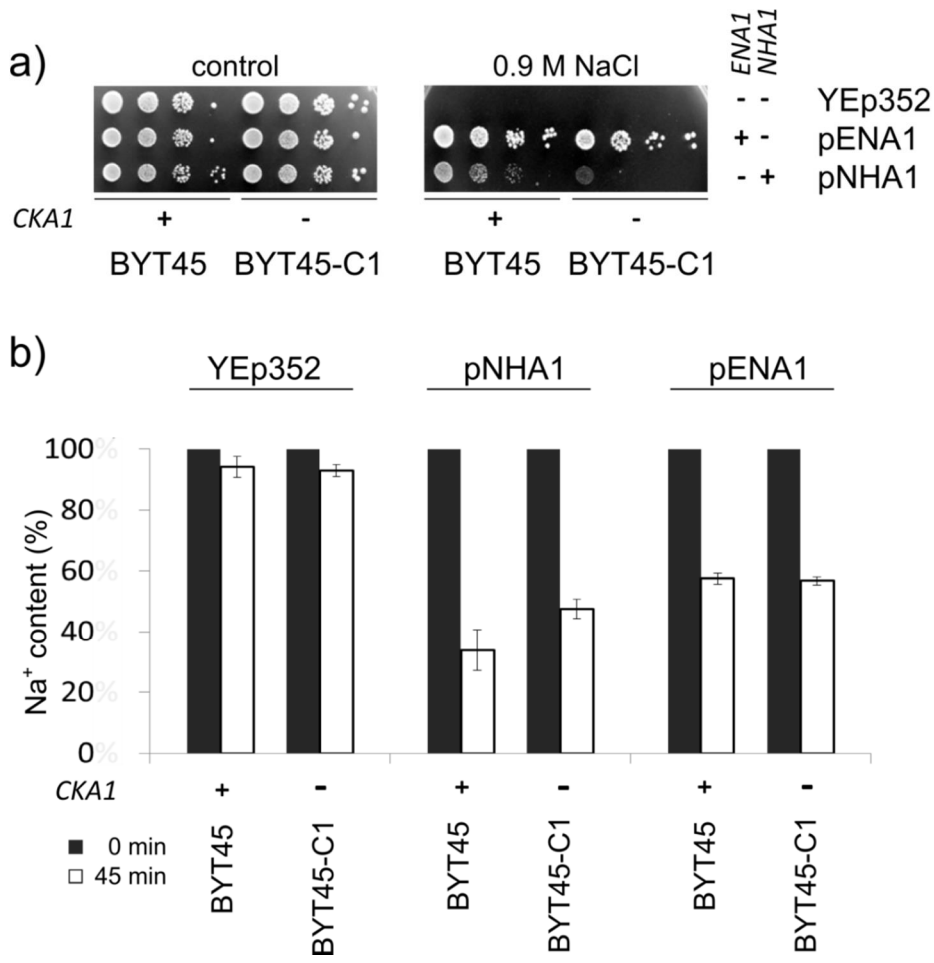 a)
control
0.9 M NaCl
ENA1
NHA1
- - YEp352
+ - pENA1
- + pNHA1
CKA1 + - + -
BYT45 BYT45-C1 BYT45 BYT45-C1
b)
YEp352 pNHA1 pENA1
Na⁺ content (%)
100%
80%
60%
40%
20%
0%
CKA1 + - + - + -
BYT45 BYT45-C1 BYT45 BYT45-C1 BYT45 BYT45-C1
0 min
45 min